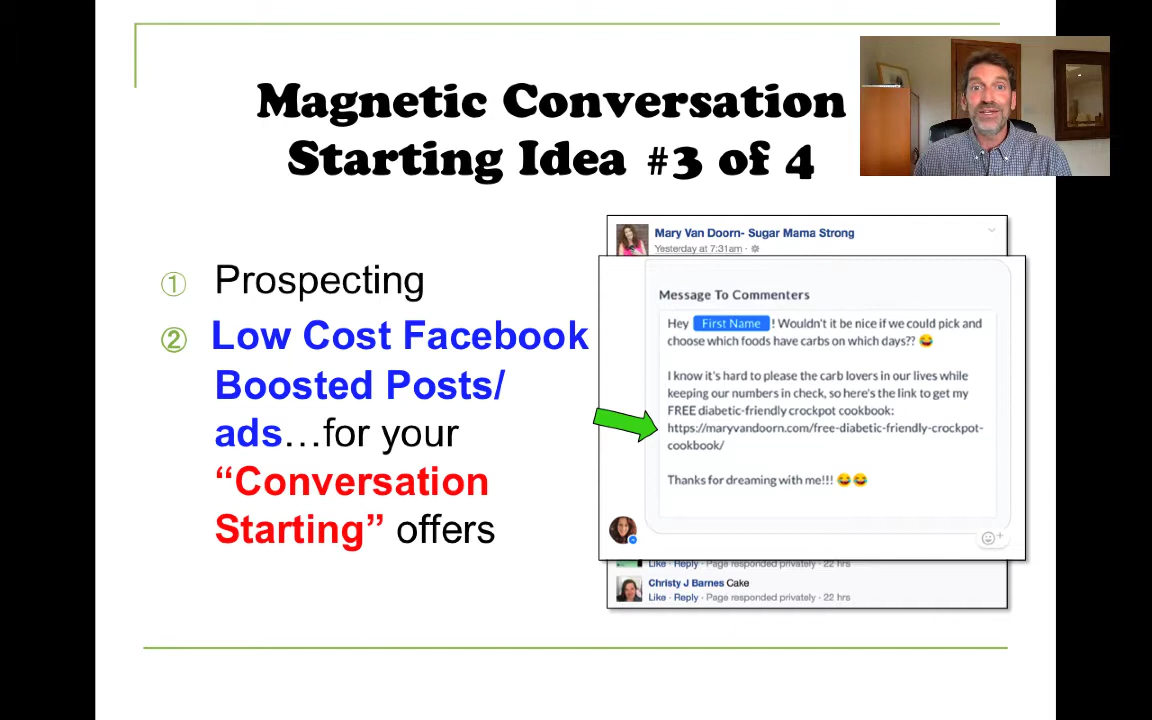 Magnetic Conversation
Starting Idea #3 of 4
① Prospecting
② Low Cost Facebook
Boosted Posts/
ads…for your
“Conversation
Starting” offers
Mary Van Doorn- Sugar Mama Strong
Yesterday at 7:31am ·
Message To Commenters
Hey First Name ! Wouldn't it be nice if we could pick and
choose which foods have carbs on which days?? 😂
I know it's hard to please the carb lovers in our lives while
keeping our numbers in check, so here's the link to get my
FREE diabetic-friendly crockpot cookbook:
https://maryvandoorn.com/free-diabetic-friendly-crockpot-
cookbook/
Thanks for dreaming with me!!! 😂😂
Like · Reply · Page responded privately · 22 hrs
Christy J Barnes Cake
Like · Reply · Page responded privately · 22 hrs